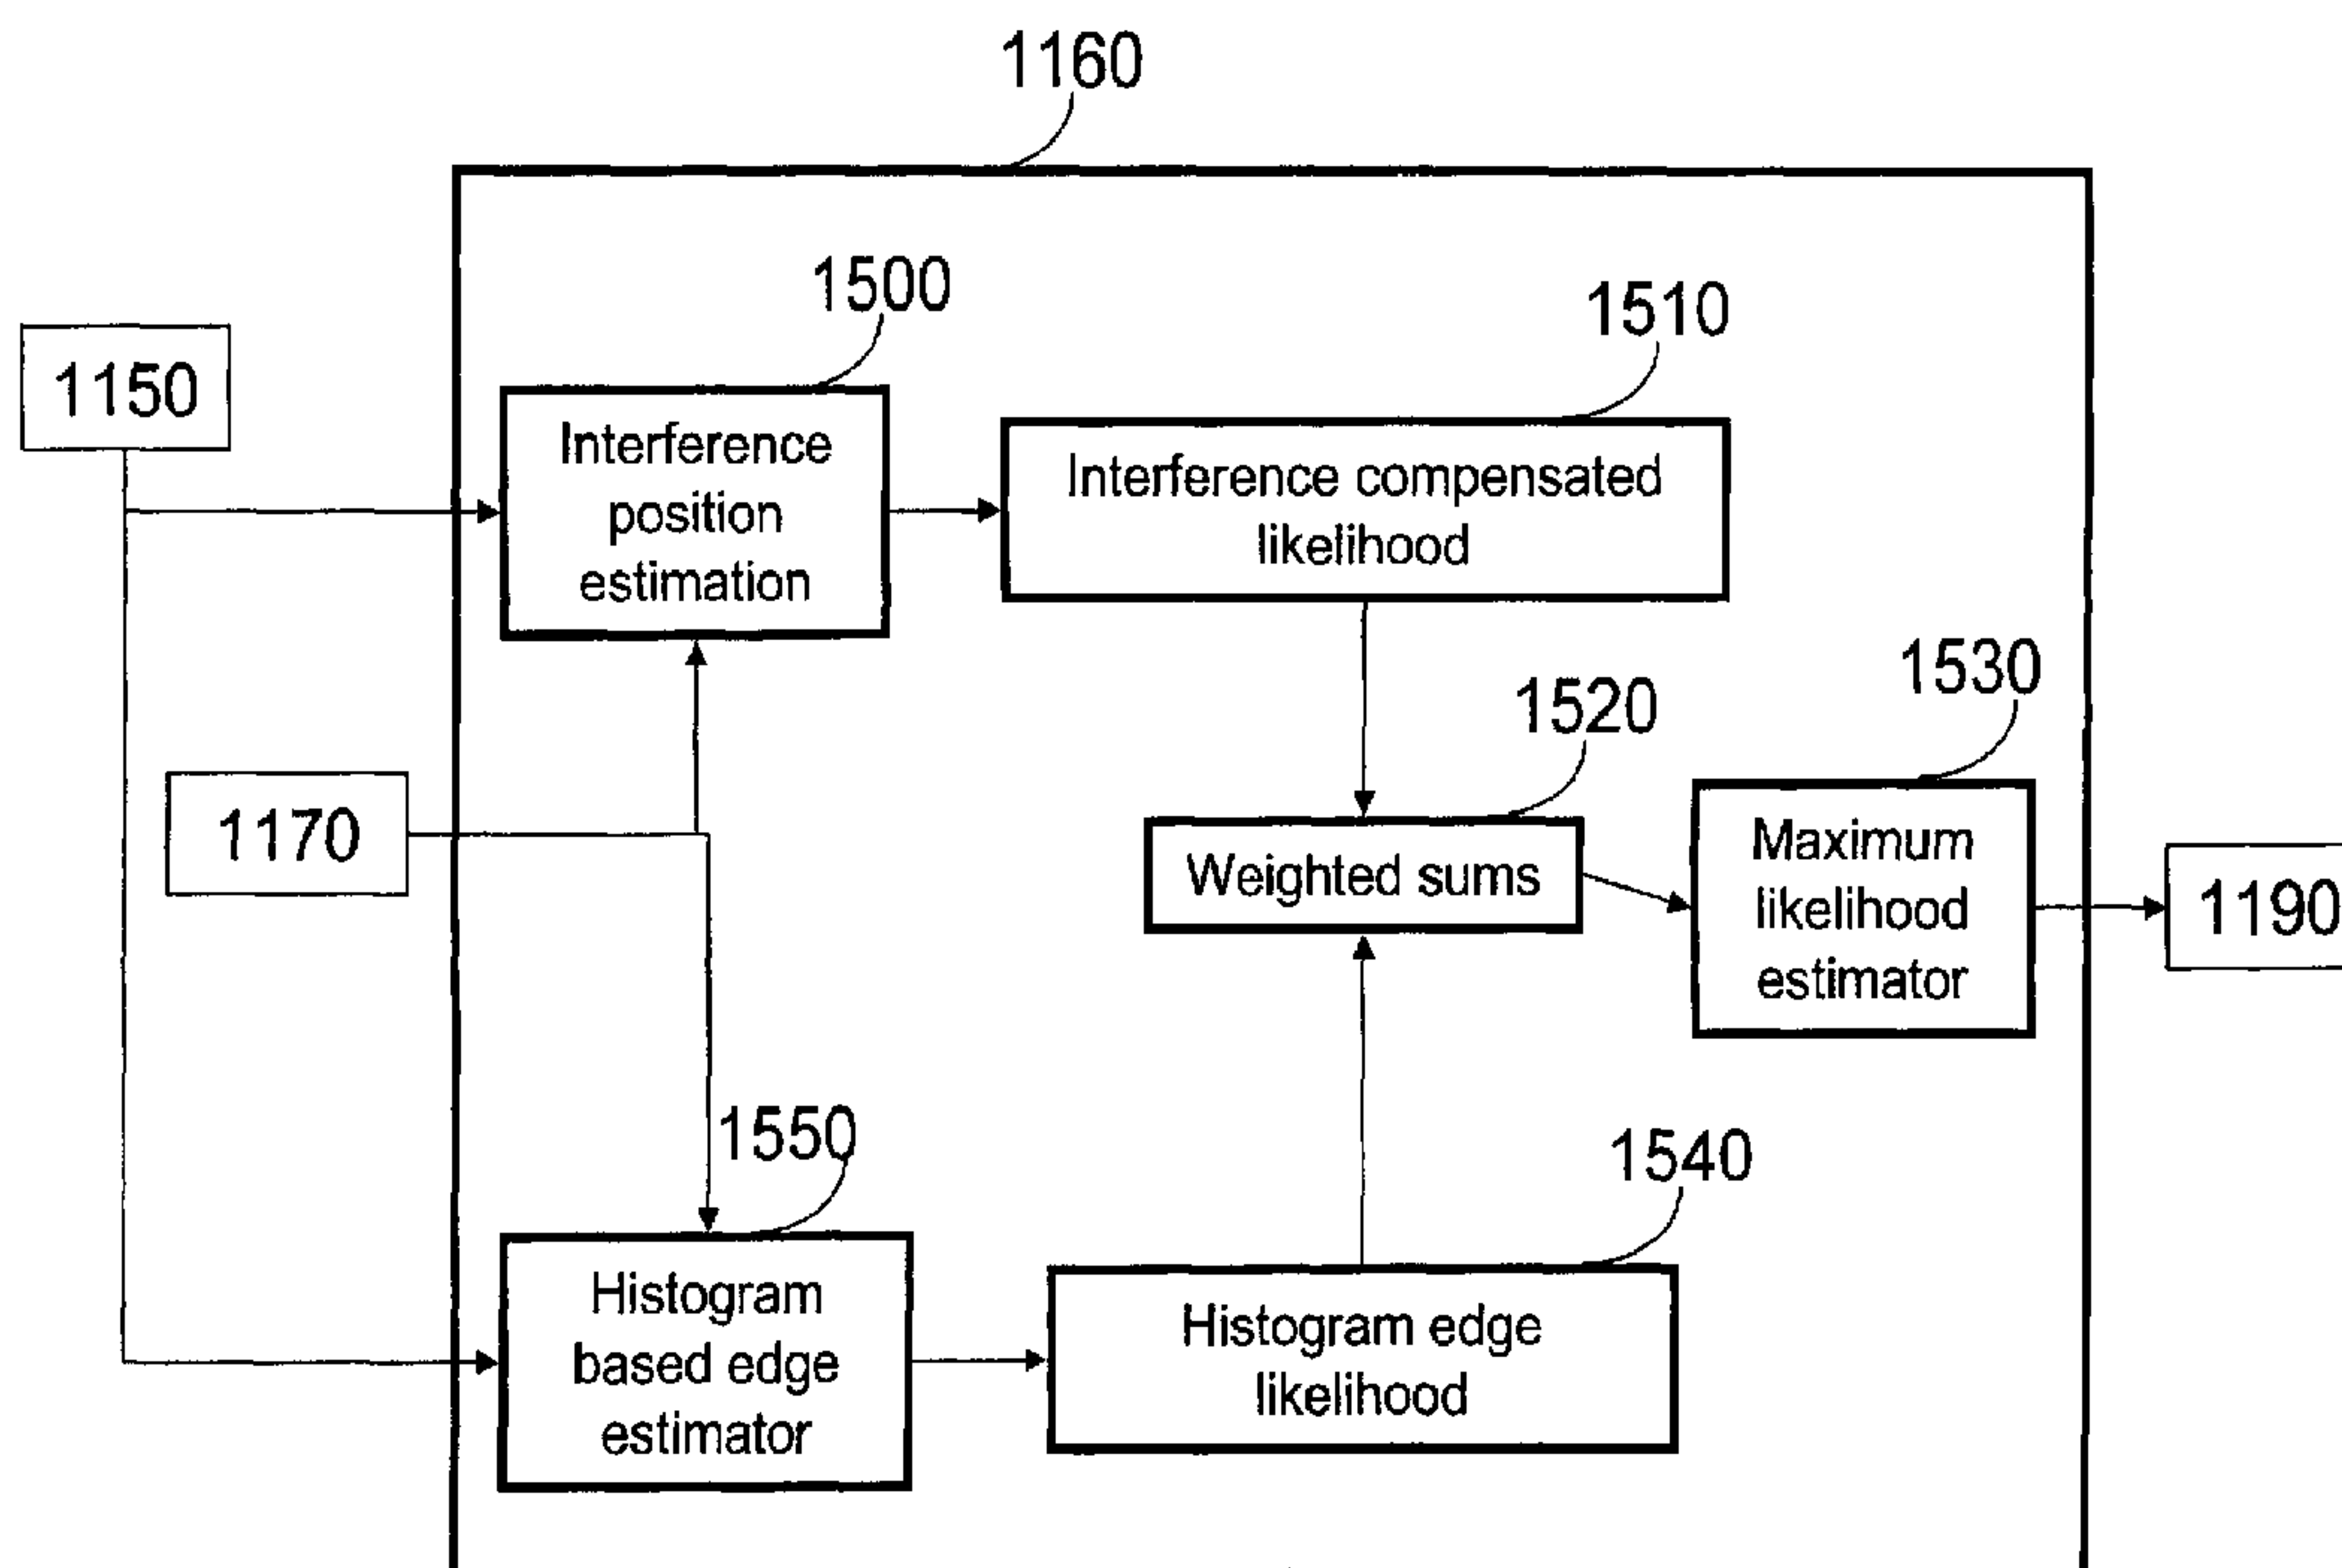 1160
1500
1510
1150
Interference
position
estimation
Interference compensated
likelihood
1530
1520
1170
Weighted sums
Maximum
likelihood
estimator
1190
1550
1540
Histogram
based edge
estimator
Histogram edge
likelihood